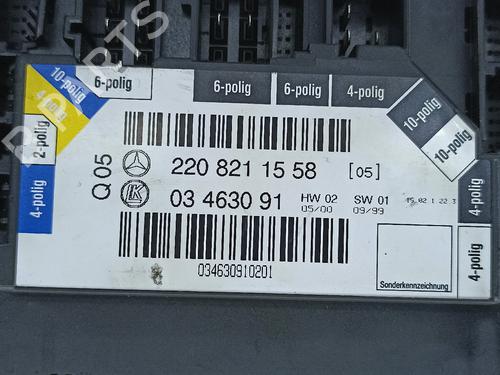 6-polig
6-polig
6-polig
4-polig
10-polig
10-polig
10-polig
4-polig
2-polig
4-polig
4-polig
4-polig
Q 05
220 821 15 58 [05]
LK
03 4630 91
HW 02
05/00
SW 01
09/99
034630910201
Sonderkennzeichnung
PARTS